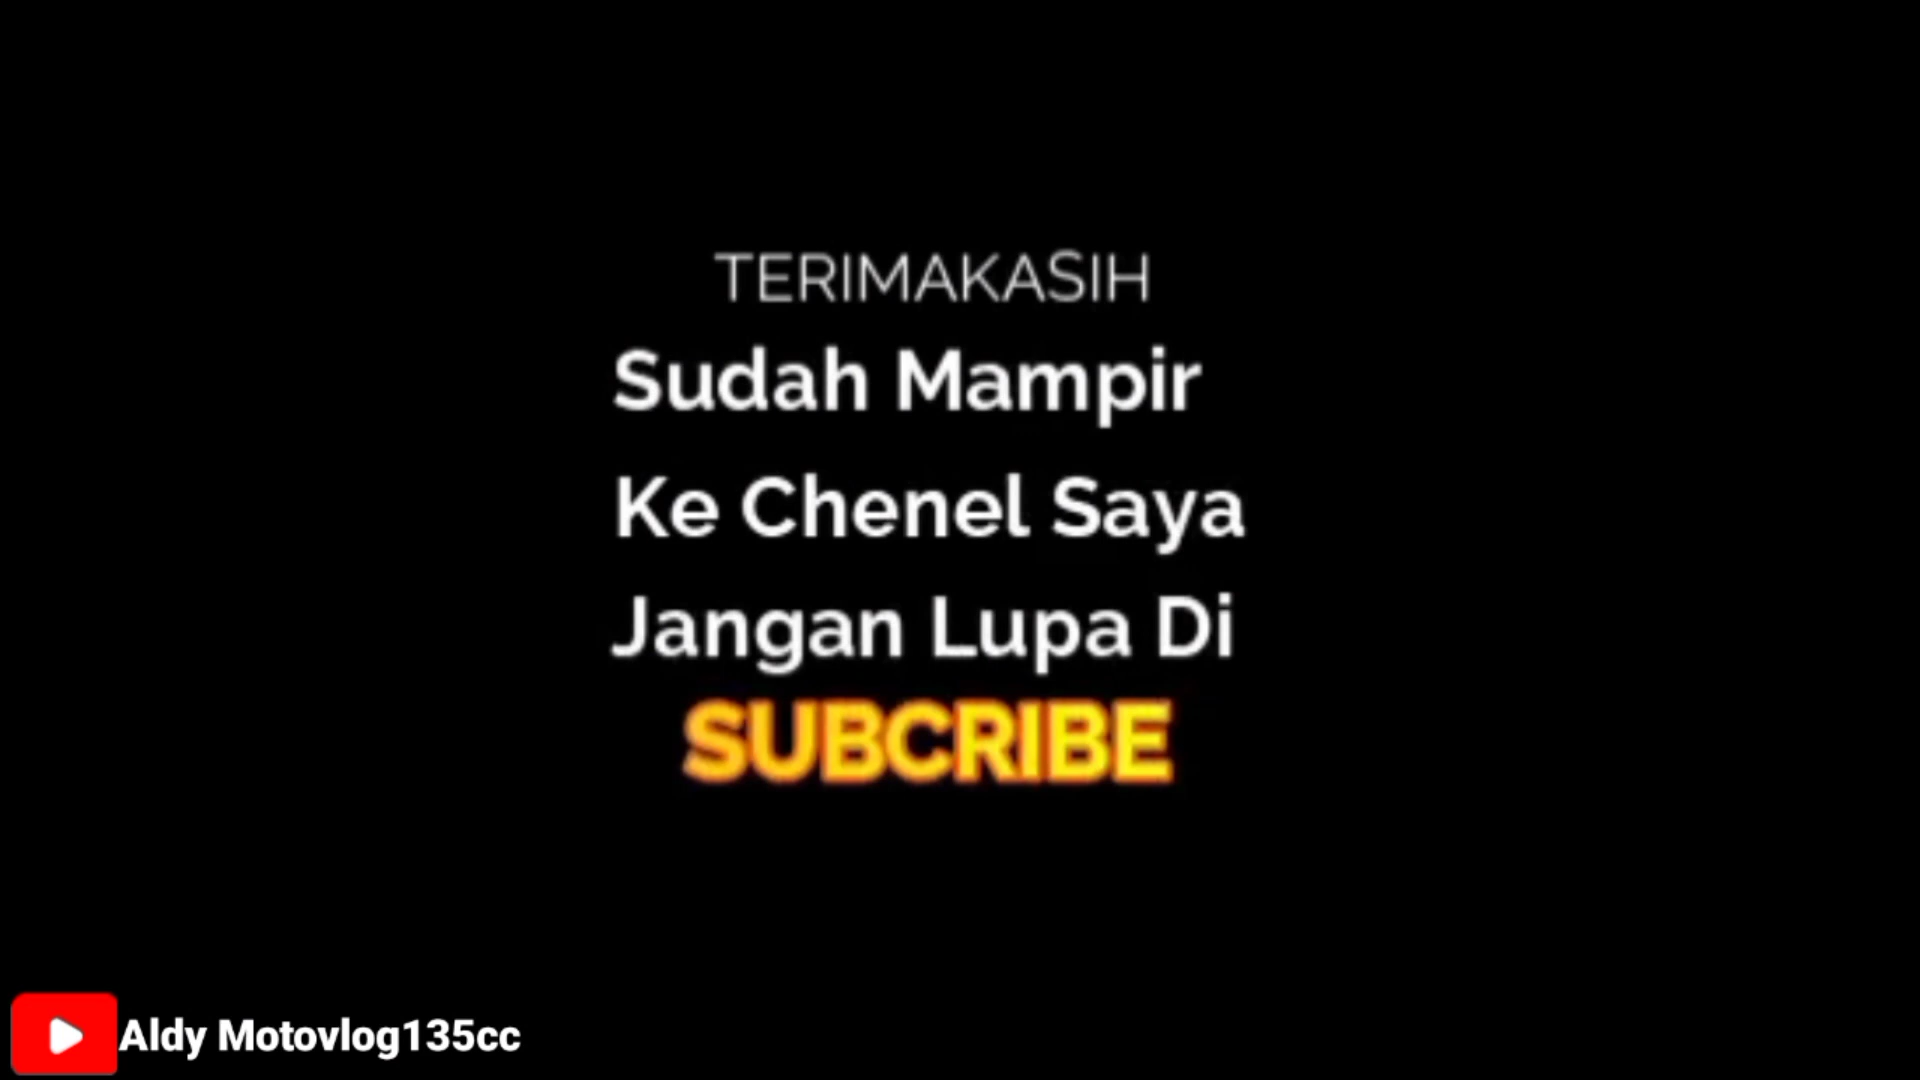 TERIMAKASIH
Sudah Mampir
Ke Chenel Saya
Jangan Lupa Di
SUBCRIBE
Aldy Motovlog135cc